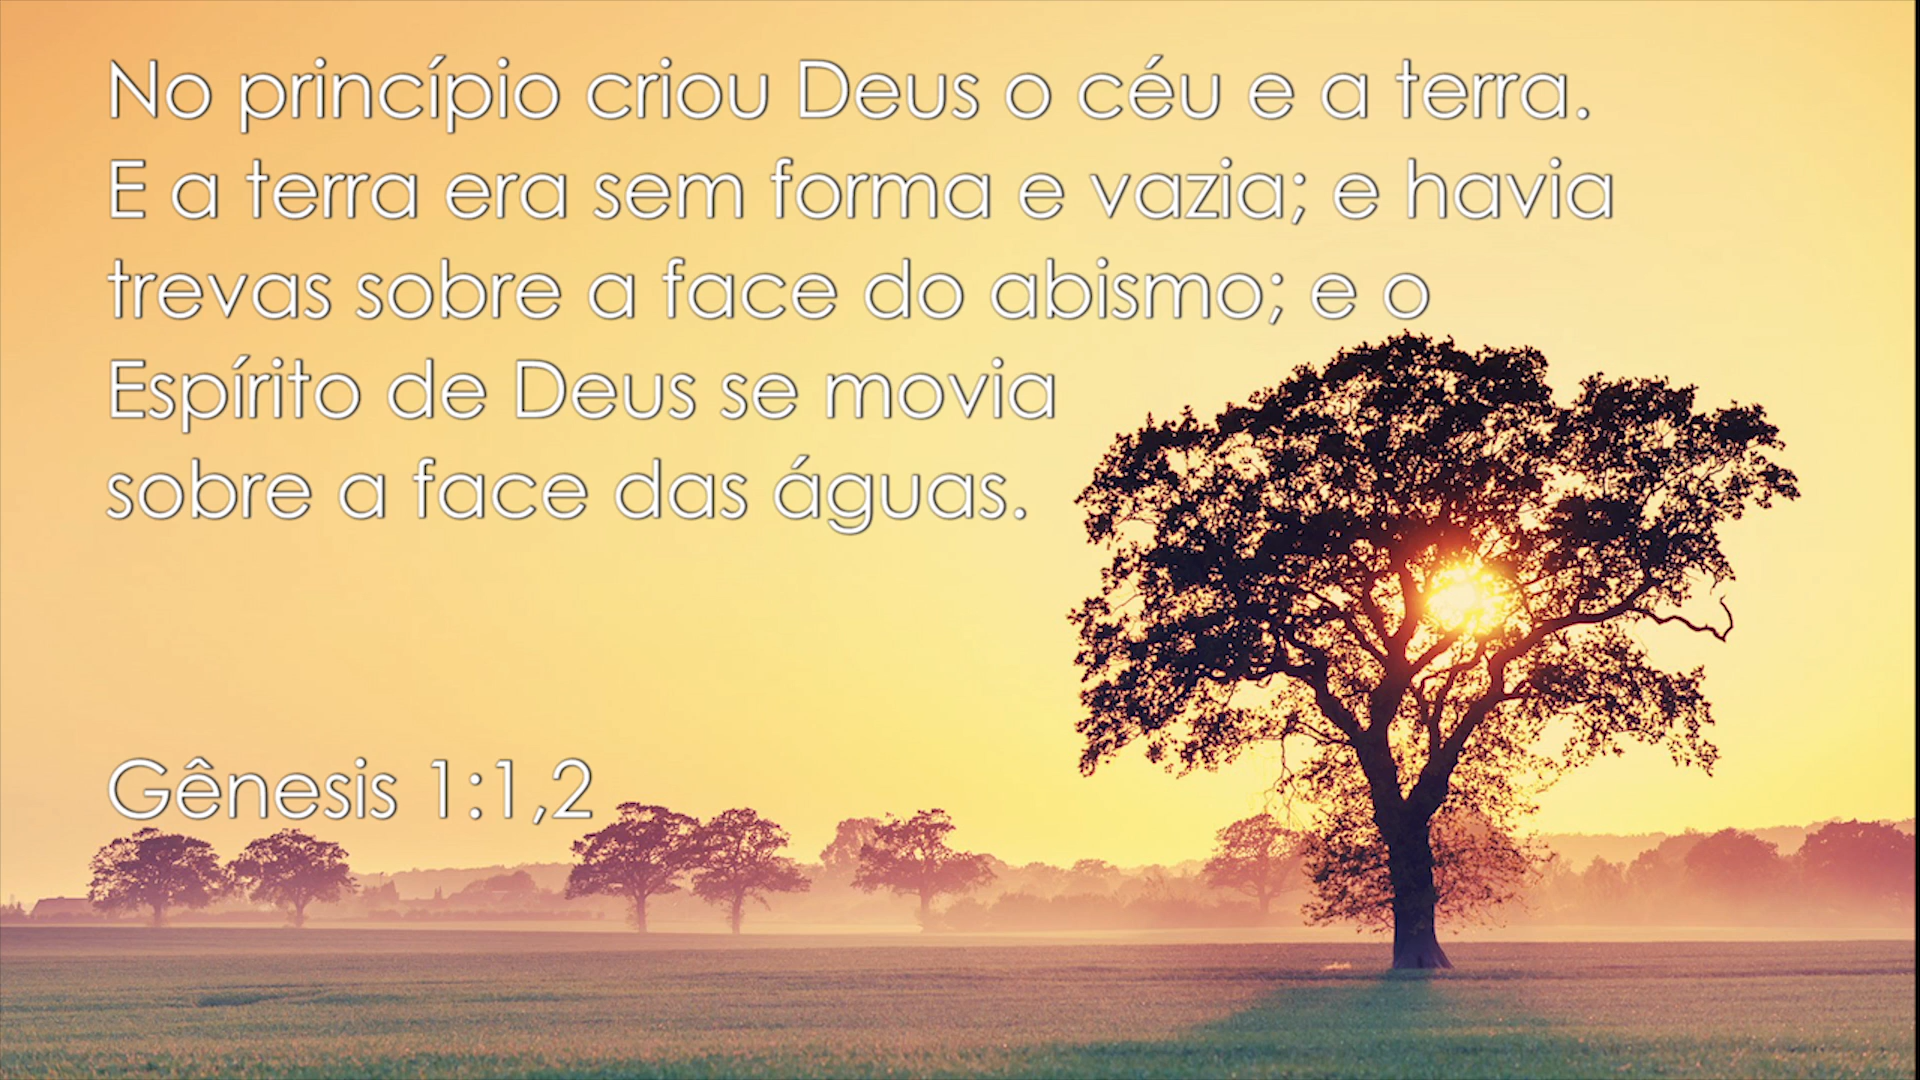 No princípio criou Deus o céu e a terra.
E a terra era sem forma e vazia; e havia
trevas sobre a face do abismo; e o
Espírito de Deus se movia
sobre a face das águas.
Gênesis 1:1,2